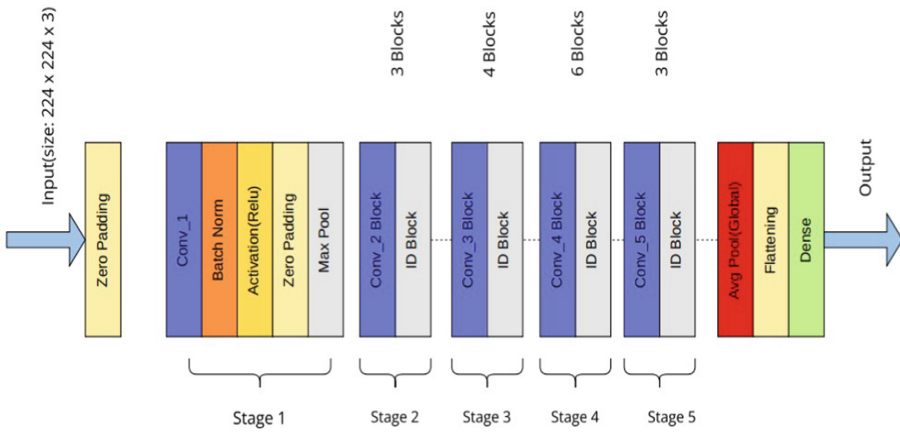 Input(size: 224 x 224 x 3)
3 Blocks
4 Blocks
6 Blocks
3 Blocks
Zero Padding
Conv_1
Batch Norm
Activation(Relu)
Zero Padding
Max Pool
Conv_2 Block
ID Block
Conv_3 Block
ID Block
Conv_4 Block
ID Block
Conv_5 Block
ID Block
Avg Pool(Global)
Flattening
Dense
Output
Stage 1
Stage 2
Stage 3
Stage 4
Stage 5